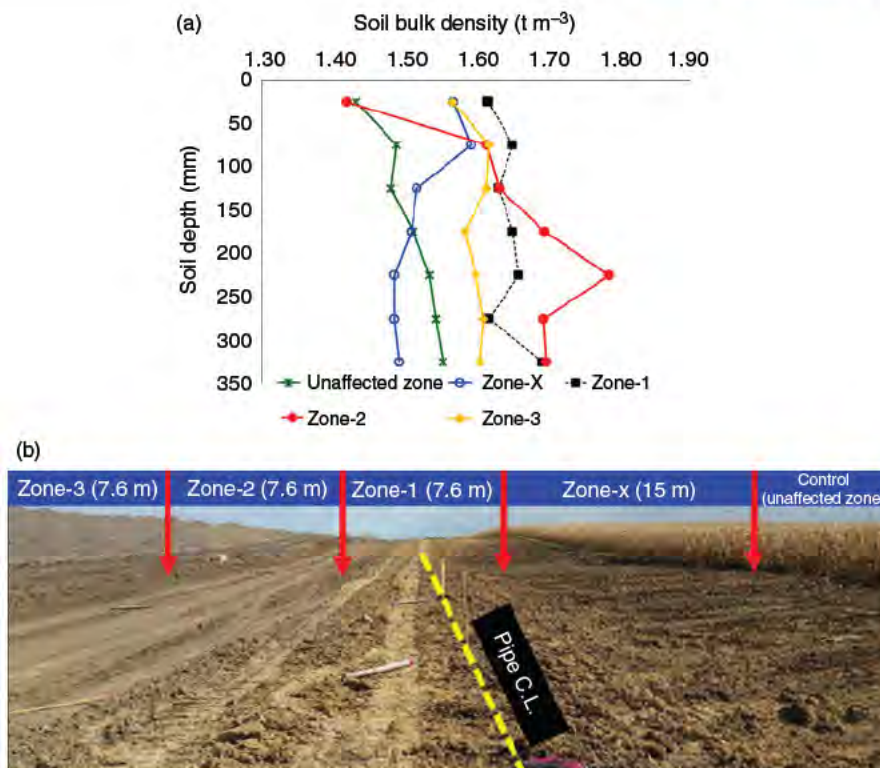 (a)
Soil bulk density (t m⁻³)
1.30 1.40 1.50 1.60 1.70 1.80 1.90
Soil depth (mm)
0
50
100
150
200
250
300
350
Unaffected zone Zone-X Zone-1
Zone-2 Zone-3
(b)
Zone-3 (7.6 m) Zone-2 (7.6 m) Zone-1 (7.6 m) Zone-x (15 m) Control
(unaffected zone
Pipe C.L.